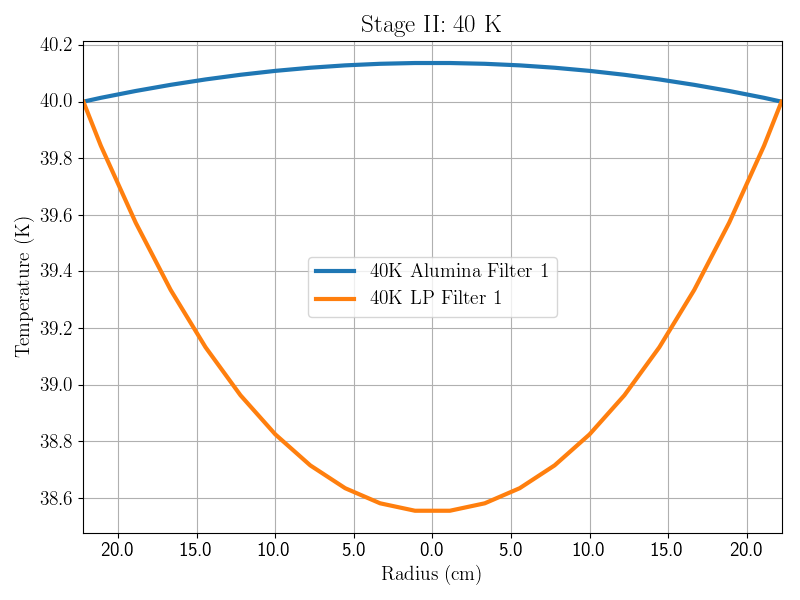 Stage II: 40 K
40.2
40.0
39.8
39.6
39.4
39.2
39.0
38.8
38.6
Temperature (K)
40K Alumina Filter 1
40K LP Filter 1
20.0 15.0 10.0 5.0 0.0 5.0 10.0 15.0 20.0
Radius (cm)